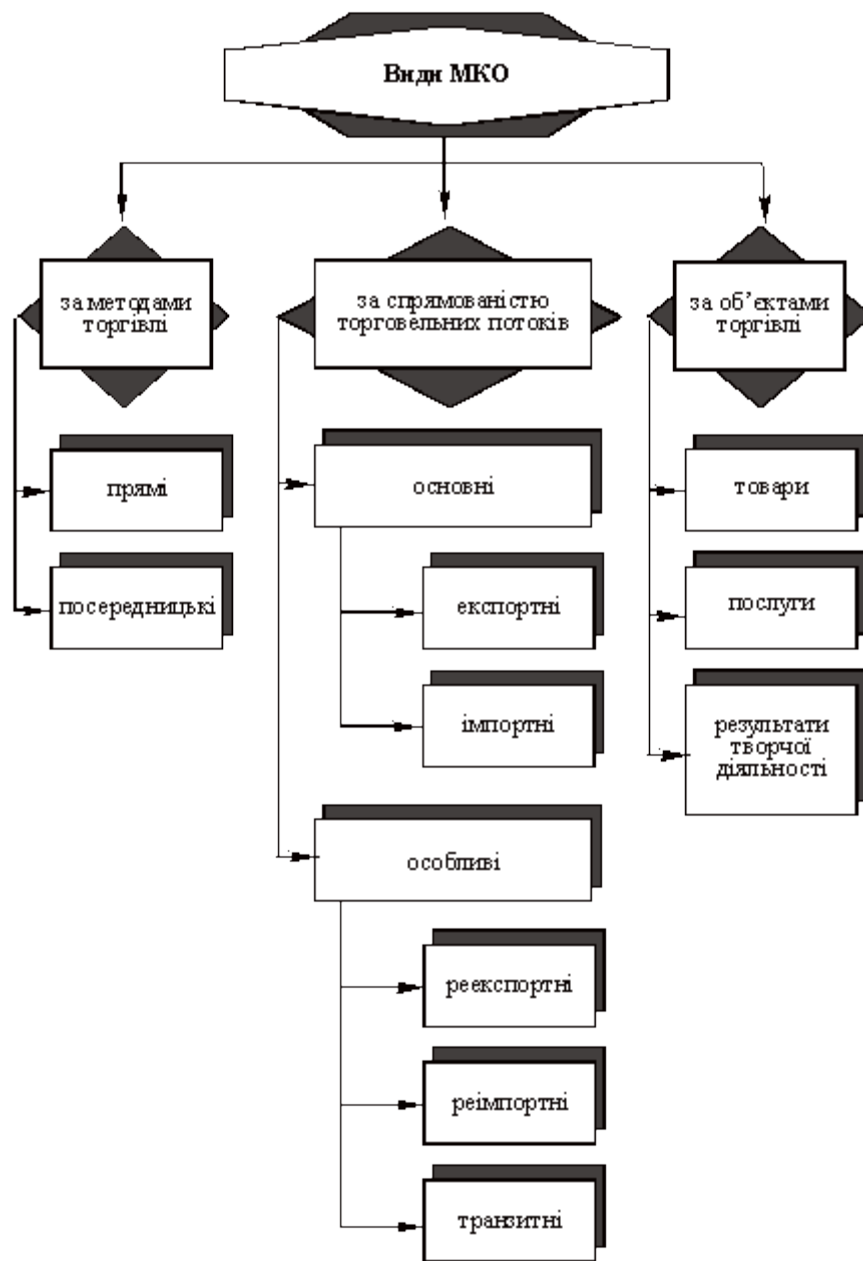 Види МКО
за методами
торгівлі
прямі
посередницькі
за спрямованістю
торговельних потоків
основні
експортні
імпортні
особливі
реекспортні
реімпортні
транзитні
за об’єктами
торгівлі
товари
послуги
результати
творчої
діяльності